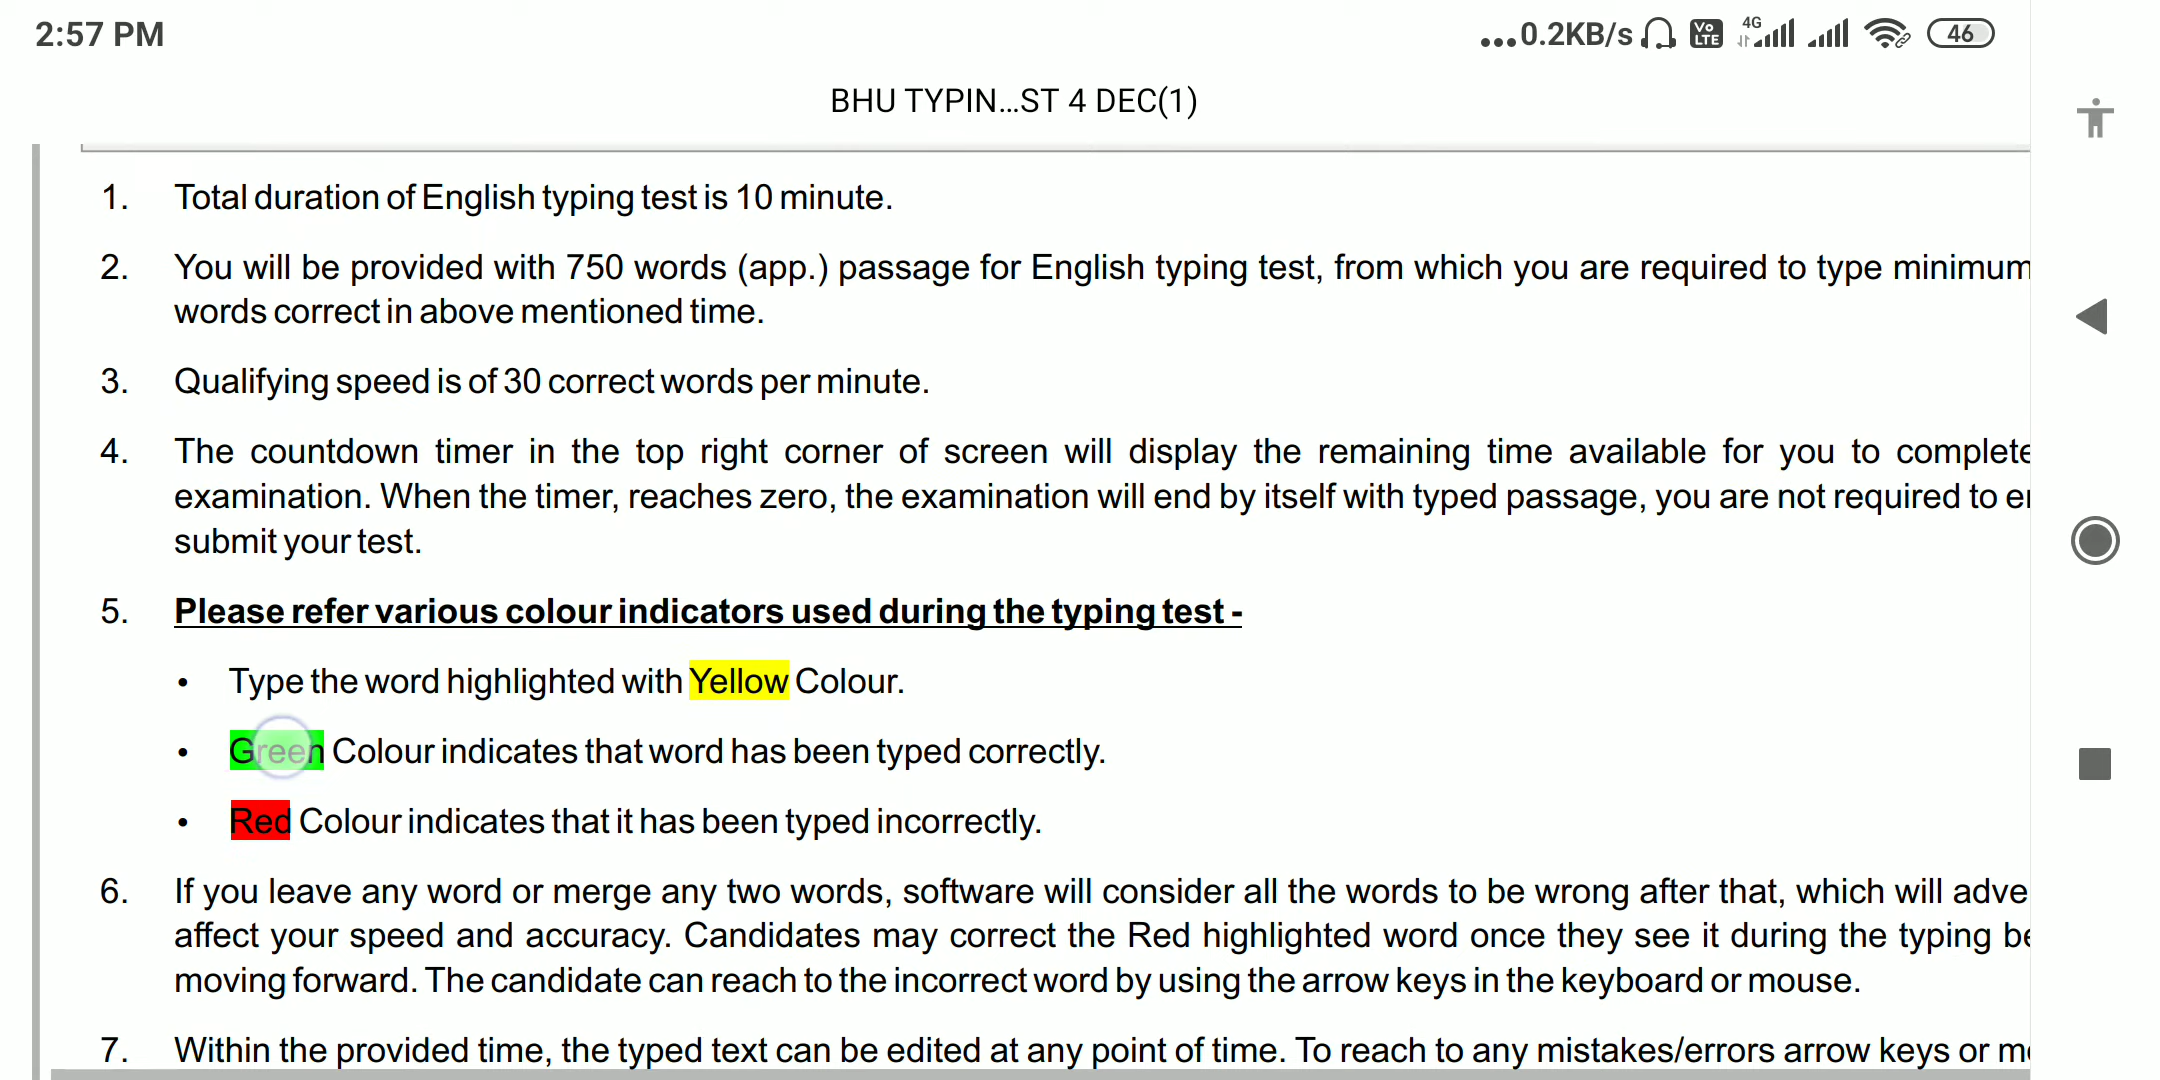 2:57 PM
...0.2KB/s Vo LTE 4G 46
BHU TYPIN...ST 4 DEC(1)
1. Total duration of English typing test is 10 minute.
2. You will be provided with 750 words (app.) passage for English typing test, from which you are required to type minimum
words correct in above mentioned time.
3. Qualifying speed is of 30 correct words per minute.
4. The countdown timer in the top right corner of screen will display the remaining time available for you to complete
examination. When the timer, reaches zero, the examination will end by itself with typed passage, you are not required to
submit your test.
5. Please refer various colour indicators used during the typing test -
• Type the word highlighted with Yellow Colour.
• Green Colour indicates that word has been typed correctly.
• Red Colour indicates that it has been typed incorrectly.
6. If you leave any word or merge any two words, software will consider all the words to be wrong after that, which will adve
affect your speed and accuracy. Candidates may correct the Red highlighted word once they see it during the typing be
moving forward. The candidate can reach to the incorrect word by using the arrow keys in the keyboard or mouse.
7. Within the provided time, the typed text can be edited at any point of time. To reach to any mistakes/errors arrow keys or